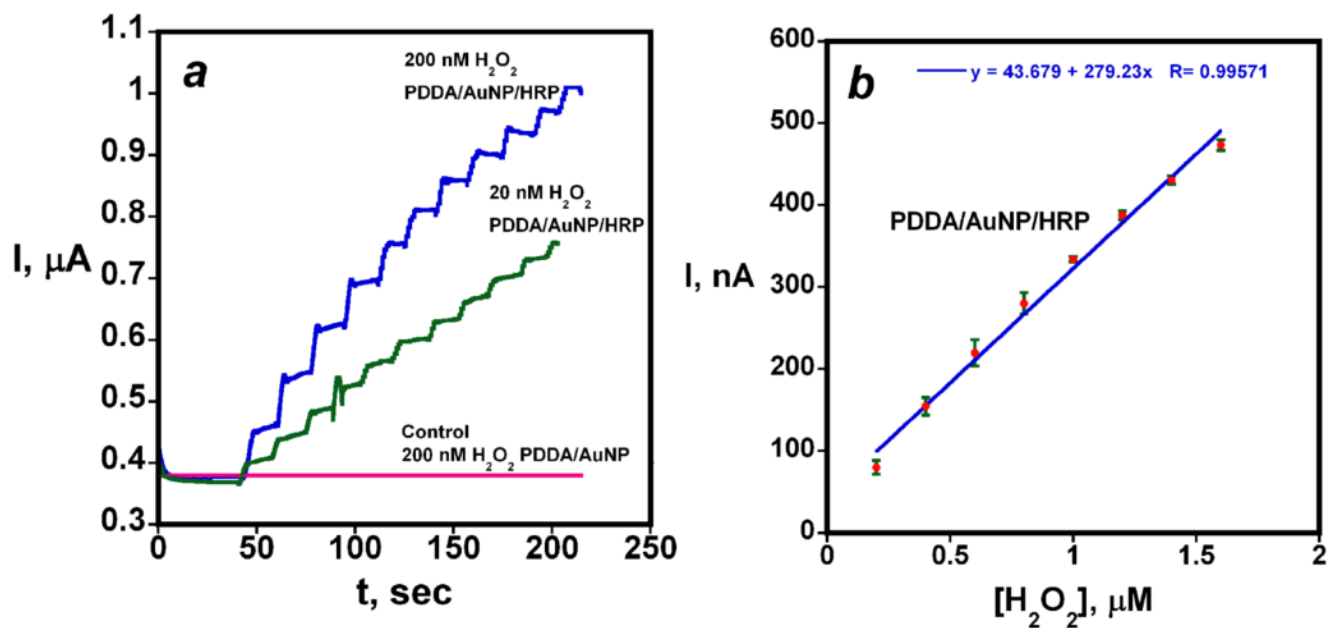 a
200 nM H₂O₂
PDDA/AuNP/HRP
20 nM H₂O₂
PDDA/AuNP/HRP
Control
200 nM H₂O₂ PDDA/AuNP
I, μA
1.1
1
0.9
0.8
0.7
0.6
0.5
0.4
0.3
0 50 100 150 200 250
t, sec
b
y = 43.679 + 279.23x R= 0.99571
PDDA/AuNP/HRP
I, nA
600
500
400
300
200
100
0
0 0.5 1 1.5 2
[H₂O₂], μM